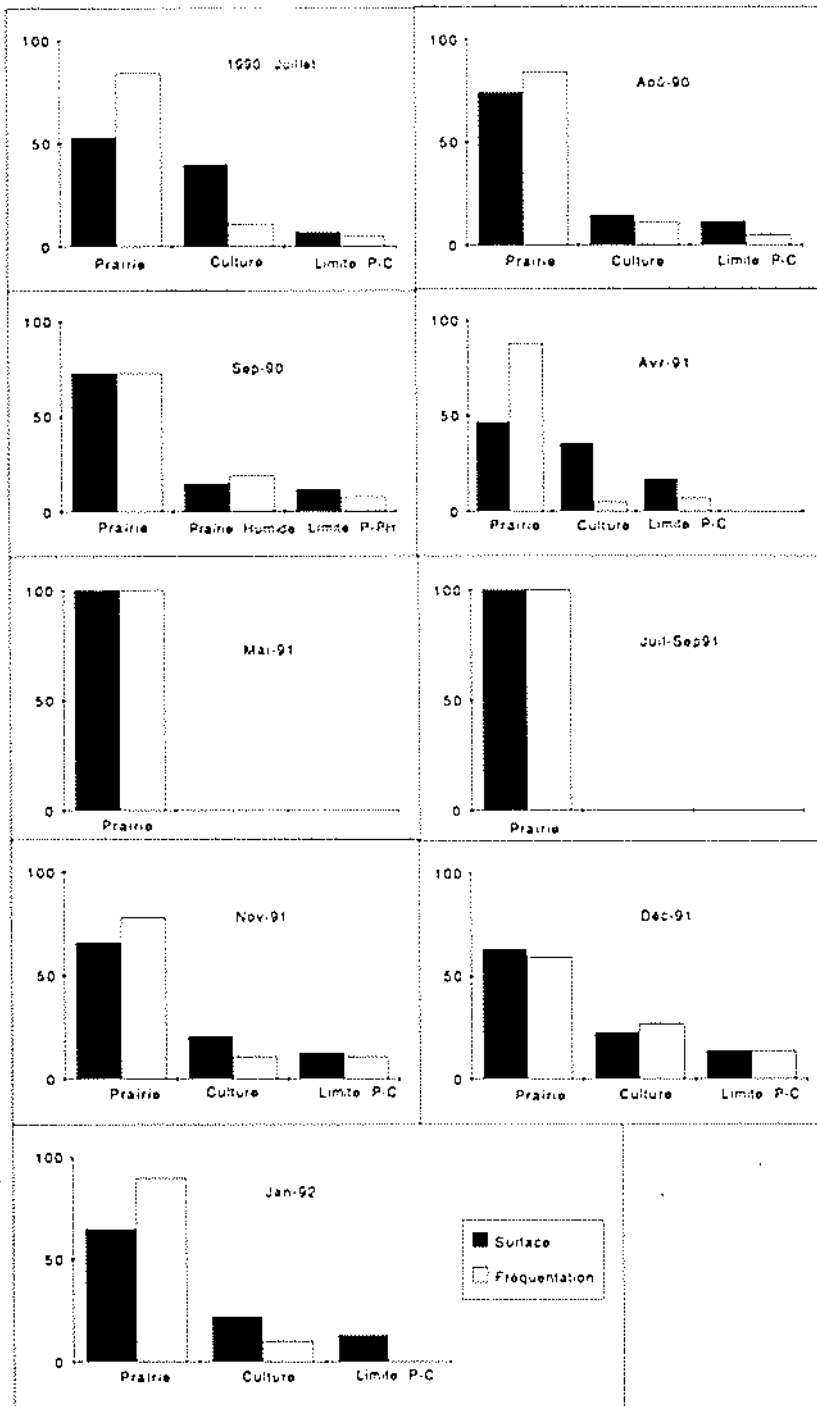 1990 Juillet
100
50
0
Prairie Culture Limite P-C
Aoû-90
100
50
0
Prairie Culture Limite P-C
Sep-90
100
50
0
Prairie Prairie Humide Limite P-PH
Avr-91
100
50
0
Prairie Culture Limite P-C
Mai-91
100
50
0
Prairie
Juil-Sep91
100
50
0
Prairie
Nov-91
100
50
0
Prairie Culture Limite P-C
Déc-91
100
50
0
Prairie Culture Limite P-C
Jan-92
100
50
0
Prairie Culture Limite P-C
Surface
Fréquentation